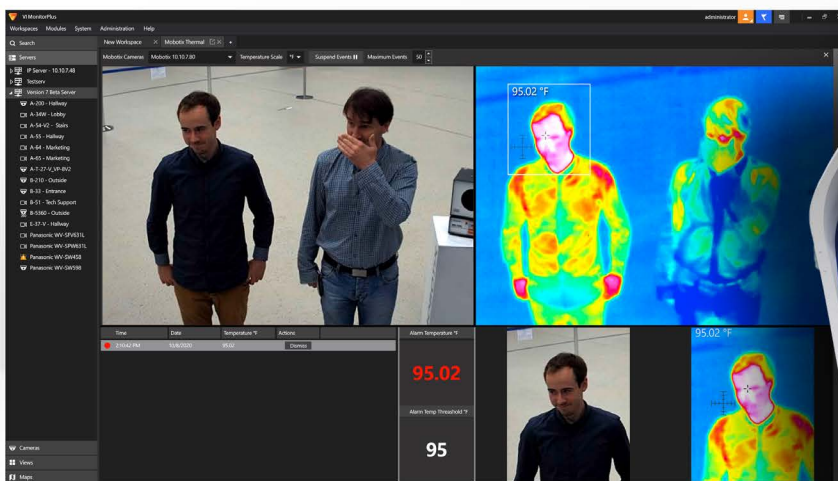 VI MonitorPlus
administrator
Workspaces Modules System Administration Help
Search
New Workspace × Mobotix Thermal × +
Servers
Mobotix Cameras Mobotix 10.10.7.80 Temperature Scale °F Suspend Events Maximum Events 50
IP Server - 10.10.7.48
Testserv
Version 7 Beta Server
A-200 - Hallway
A-34W - Lobby
A-54-V2 - Stairs
A-55 - Hallway
A-64 - Marketing
A-65 - Marketing
A-T-27-V_VP-8V2
B-210 - Outside
B-33 - Entrance
B-51 - Tech Support
B-5360 - Outside
E-37-V - Hallway
Panasonic WV-SFV631L
Panasonic WV-SPW631L
Panasonic WV-SW458
Panasonic WV-SW598
95.02 °F
Time Date Temperature °F Actions
2:10:42 PM 11/8/2020 95.02 Dismiss
Alarm Temperature °F
95.02
Alarm Temp Threshold °F
95
95.02 °F
Cameras
Views
Maps